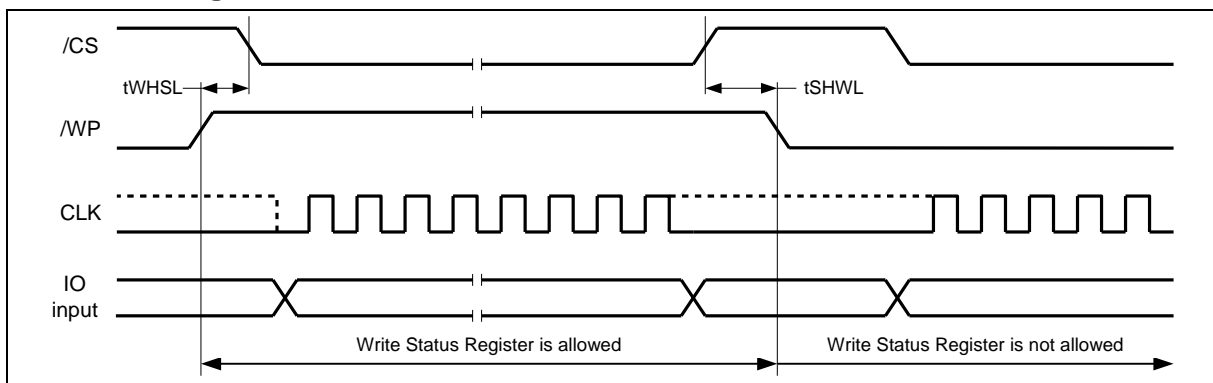 /CS
tWHSL
tSHWL
/WP
CLK
IO
input
Write Status Register is allowed
Write Status Register is not allowed